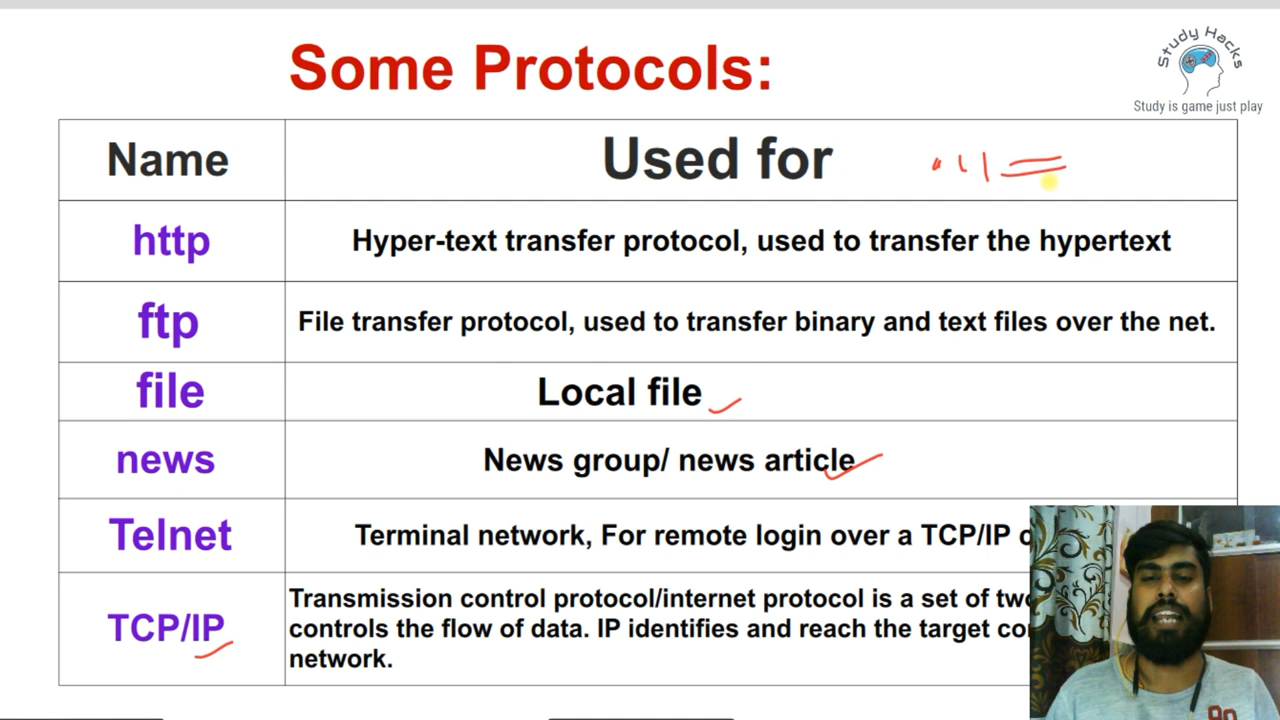 Some Protocols:
Study Hacks
Study is game just play
Name Used for
http Hyper-text transfer protocol, used to transfer the hypertext
ftp File transfer protocol, used to transfer binary and text files over the net.
file Local file
news News group/ news article
Telnet Terminal network, For remote login over a TCP/IP
TCP/IP Transmission control protocol/internet protocol is a set of two
controls the flow of data. IP identifies and reach the target
network.